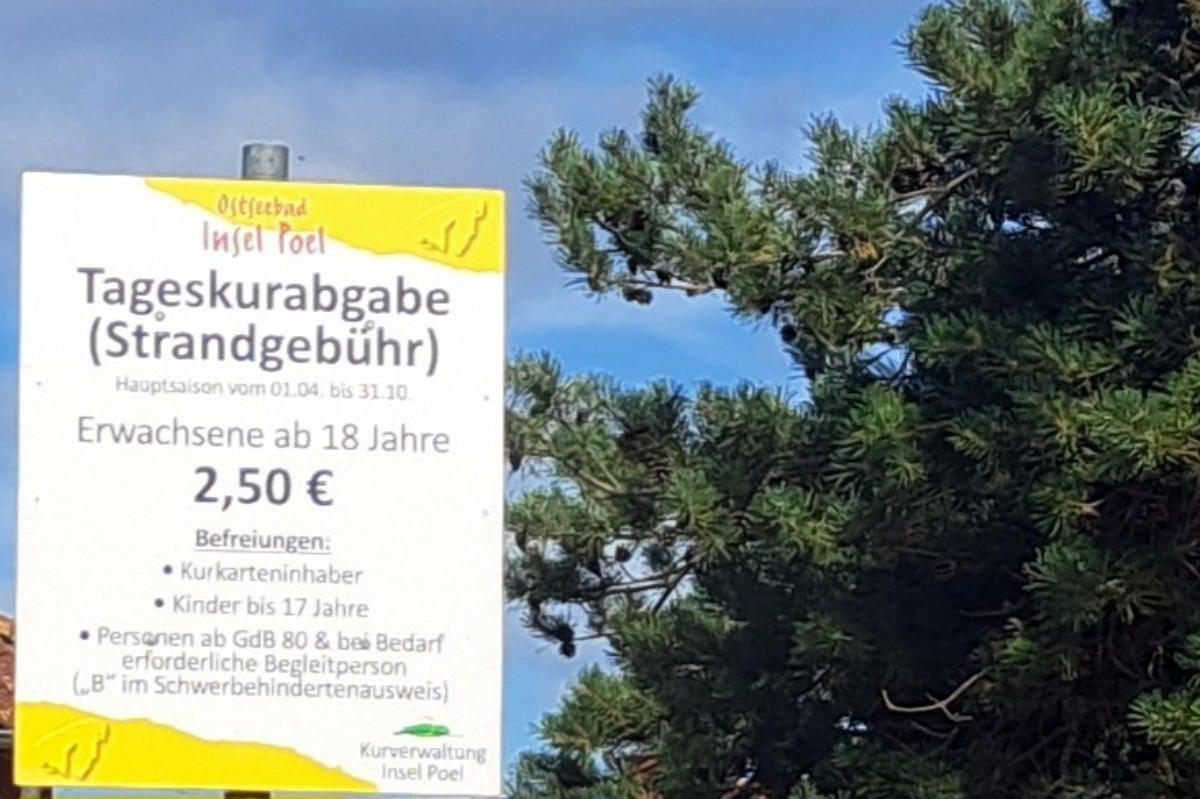 Ostseebad
Insel Poel
Tageskurabgabe
(Strandgebühr)
Hauptsaison vom 01.04. bis 31.10.
Erwachsene ab 18 Jahre
2,50 €
Befreiungen:
• Kurkarteninhaber
• Kinder bis 17 Jahre
• Personen ab GdB 80 & bei Bedarf
erforderliche Begleitperson
(„B" im Schwerbehindertenausweis)
Kurverwaltung
Insel Poel